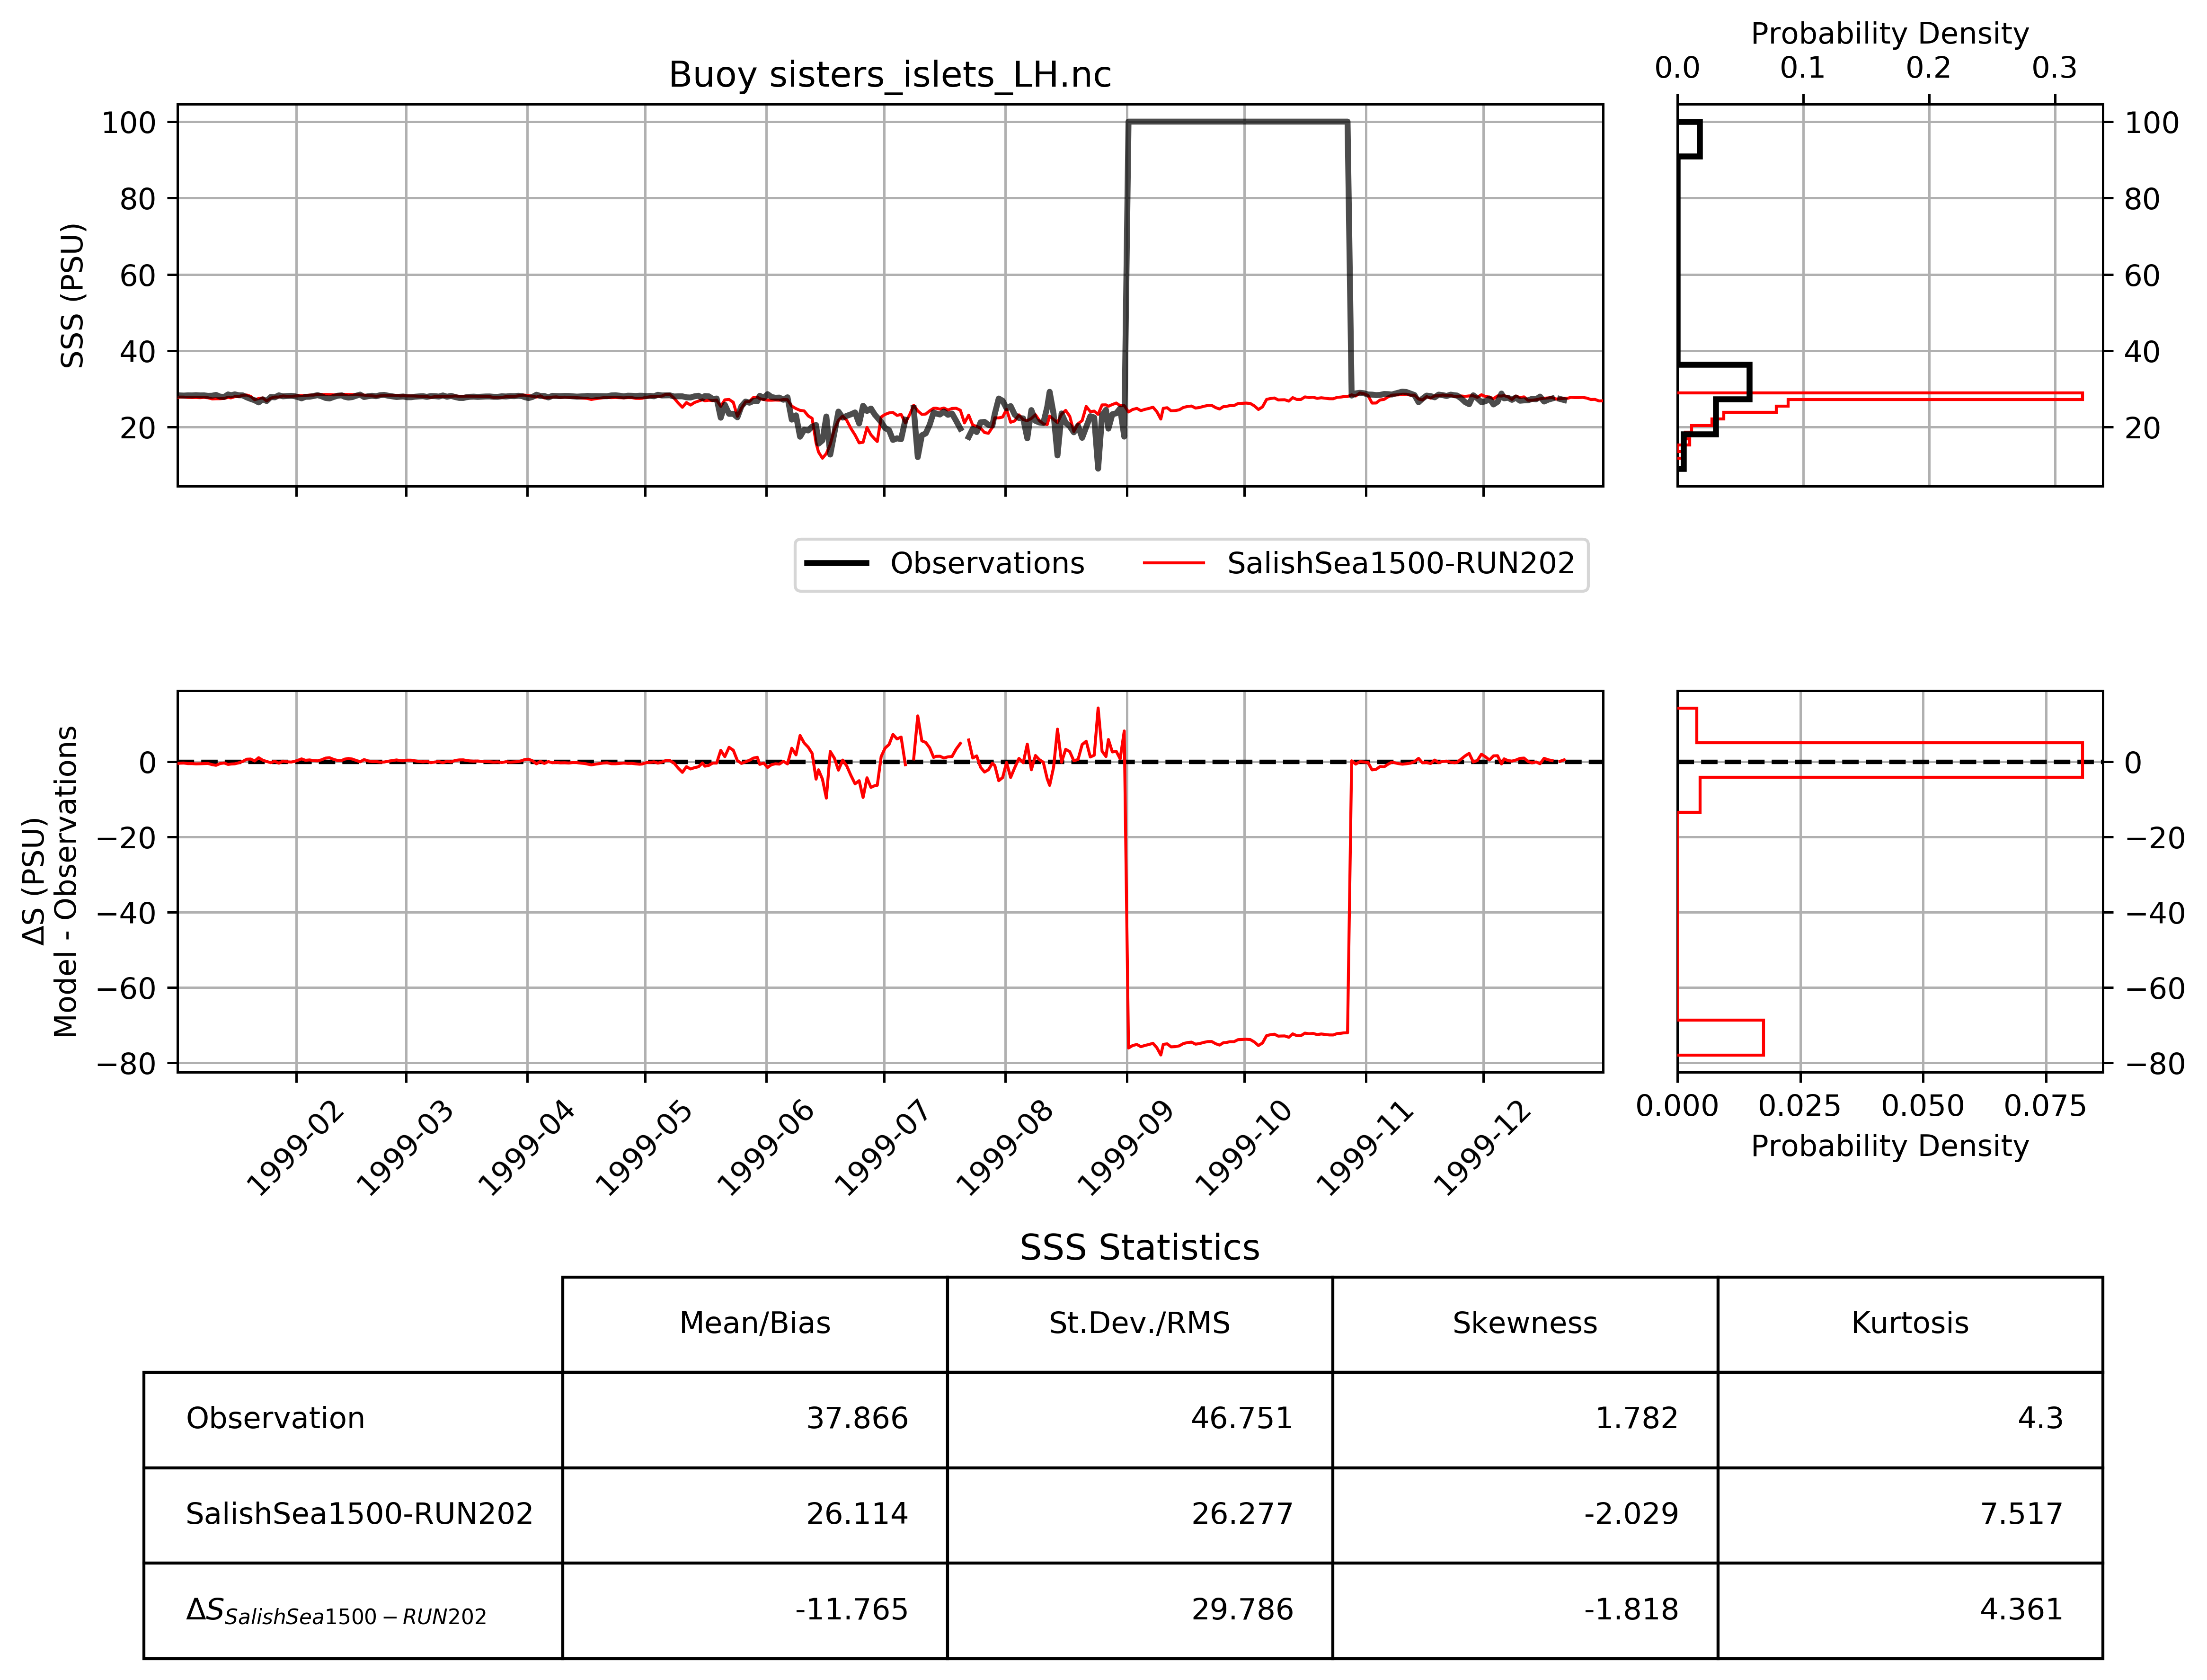 Probability Density
0.0 0.1 0.2 0.3
Buoy sisters_islets_LH.nc
SSS (PSU)
100
80
60
40
20
100
80
60
40
20
Observations SalishSea1500-RUN202
ΔS (PSU)
Model - Observations
0
−20
−40
−60
−80
0
−20
−40
−60
−80
1999-02 1999-03 1999-04 1999-05 1999-06 1999-07 1999-08 1999-09 1999-10 1999-11 1999-12
0.000 0.025 0.050 0.075
Probability Density
SSS Statistics
Mean/Bias St.Dev./RMS Skewness Kurtosis
Observation 37.866 46.751 1.782 4.3
SalishSea1500-RUN202 26.114 26.277 -2.029 7.517
ΔS SalishSea1500−RUN202 -11.765 29.786 -1.818 4.361